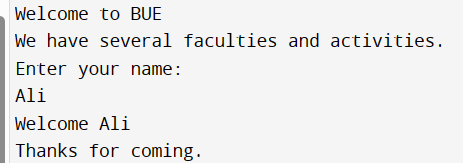 Welcome to BUE
We have several faculties and activities.
Enter your name:
Ali
Welcome Ali
Thanks for coming.